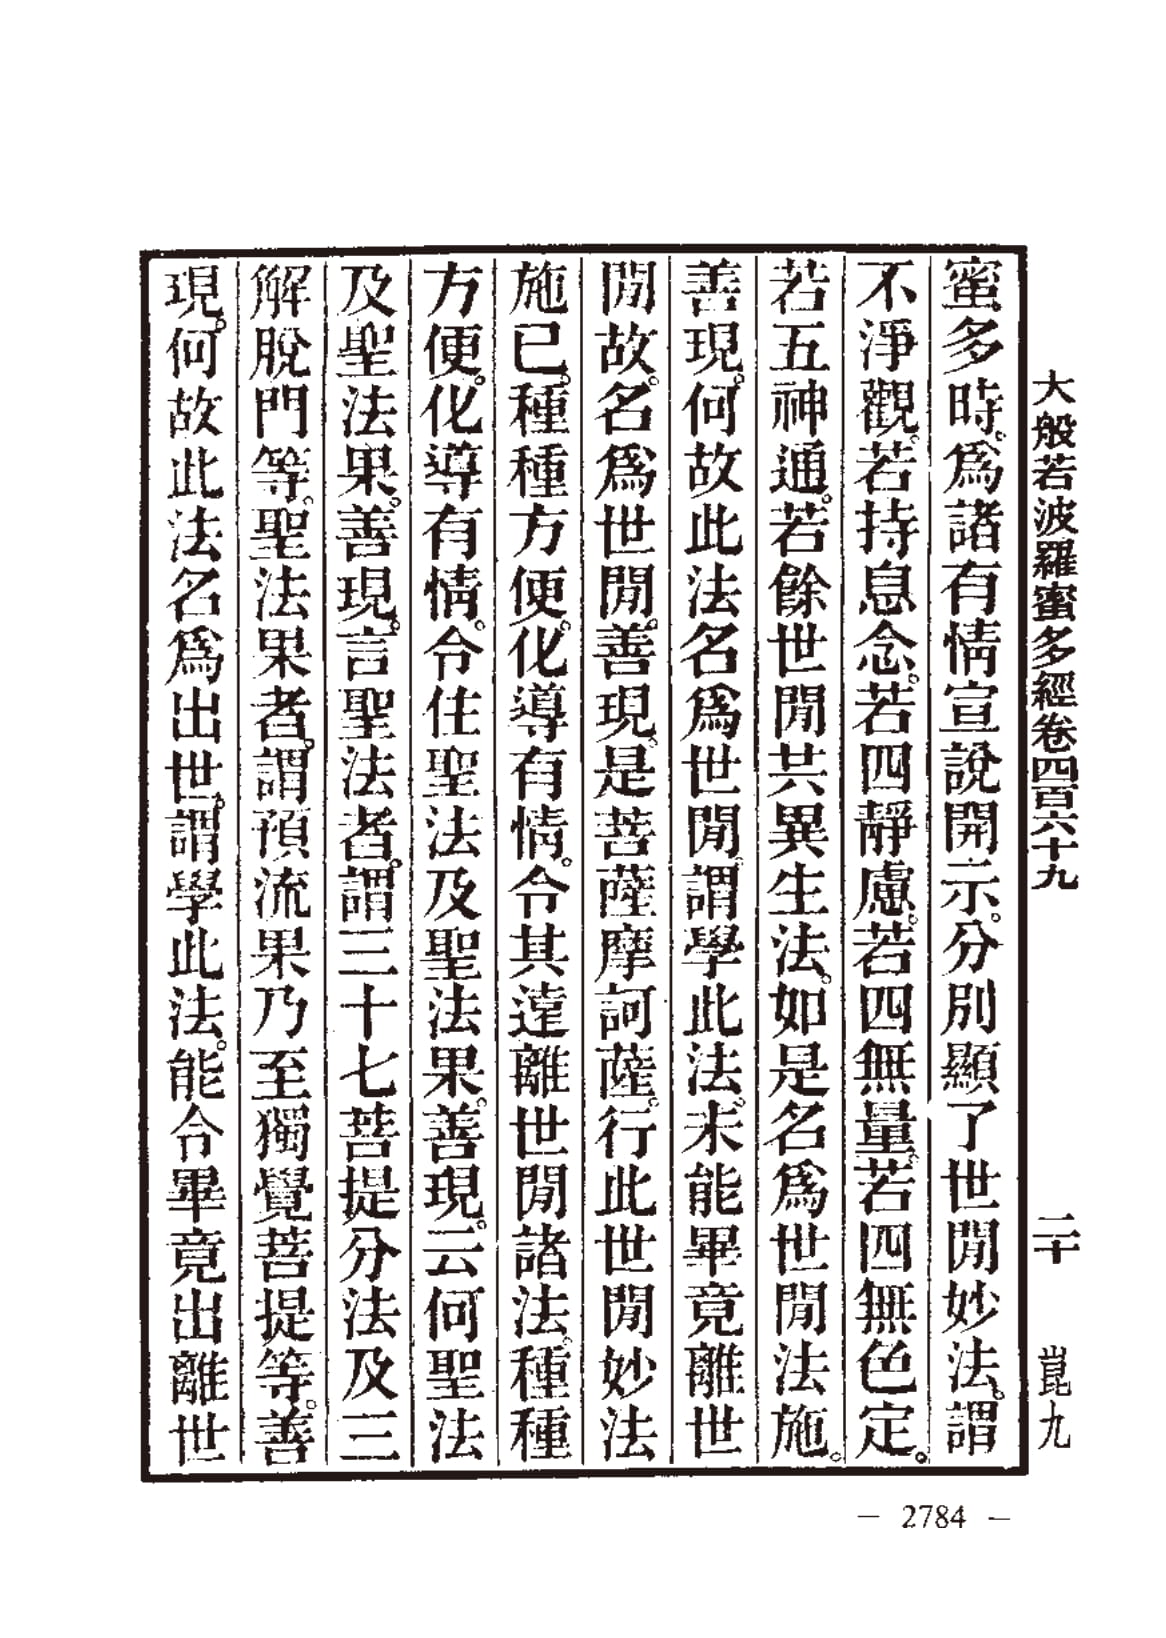 大般若波羅蜜多經卷四百六十九　二十　崑九
蜜多時。爲諸有情宣說開示。分別顯了世閒妙法。謂
不淨觀。若持息念。若四靜慮。若四無量。若四無色定。
若五神通。若餘世閒共異生法。如是名爲世閒法施。
善現。何故此法名爲世閒。謂學此法。未能畢竟離世
閒故。名爲世閒。善現。是菩薩摩訶薩。行此世閒妙法
施已。種種方便。化導有情。令其遠離世閒諸法。種種
方便。化導有情。令住聖法及聖法果。善現。云何聖法
及聖法果。善現。言聖法者。謂三十七菩提分法及三
解脫門等。聖法果者。謂預流果乃至獨覺菩提等。善
現。何故此法名爲出世。謂學此法。能令畢竟出離世
— 2784 —